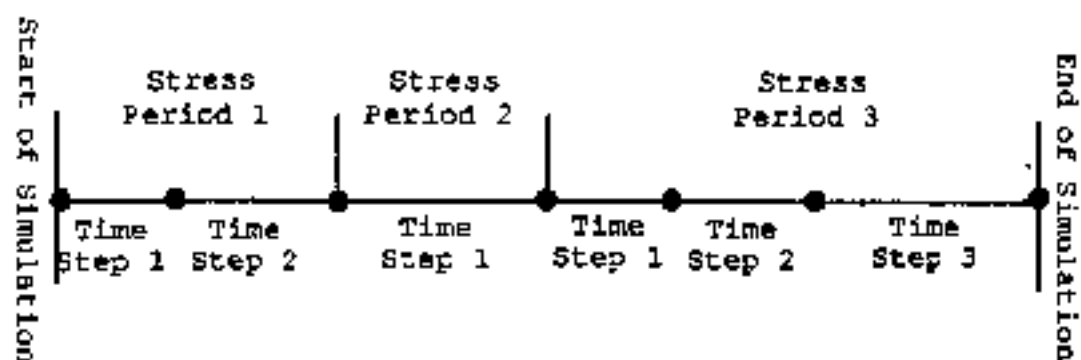 Start of Simulation
Stress
Period 1
Stress
Period 2
Stress
Period 3
End of Simulation
Time
Step 1
Time
Step 2
Time
Step 1
Time
Step 1
Time
Step 2
Time
Step 3